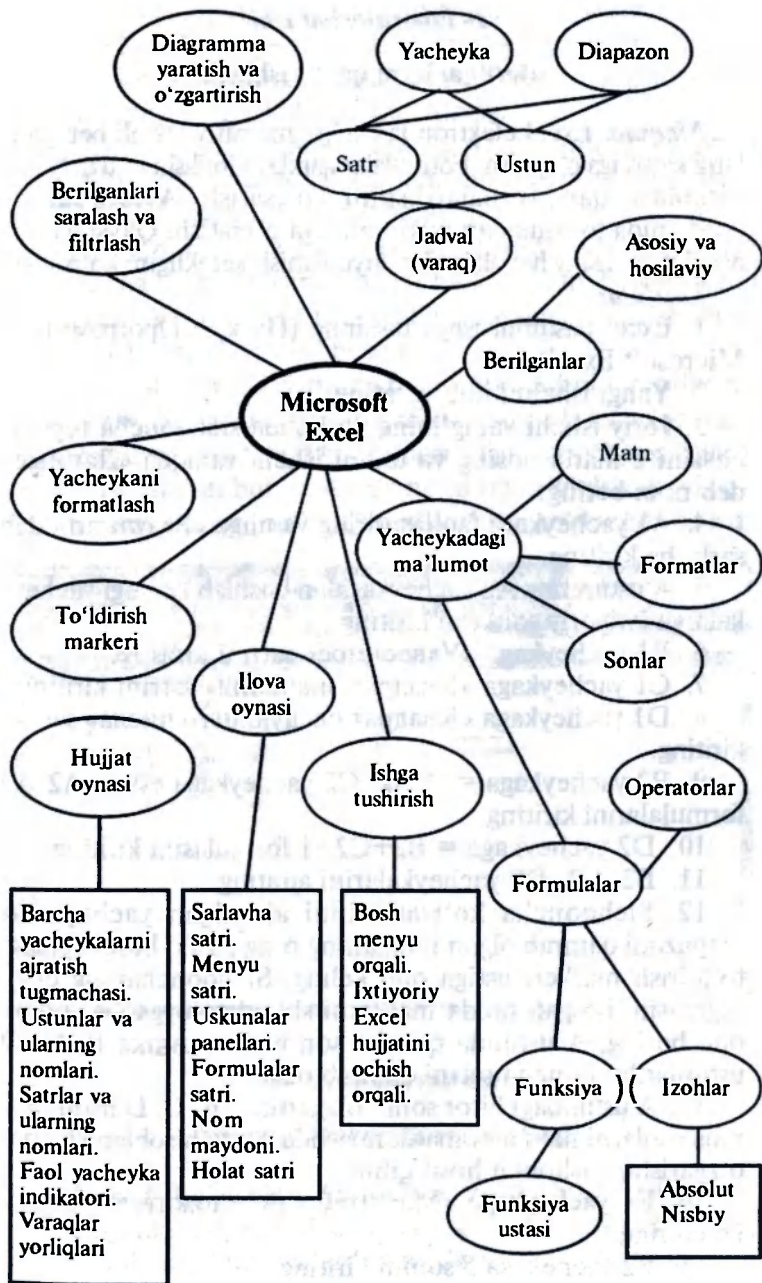 Diagramma
yaratish va
o‘zgartirish
Yacheyka
Diapazon
Satr
Ustun
Berilganlari
saralash va
filtrlash
Jadval
(varaq)
Asosiy va
hosilaviy
Berilganlar
Microsoft
Excel
Matn
Yacheykani
formatlash
Yacheykadagi
ma’lumot
Formatlar
To'ldirish
markeri
Sonlar
Ilova
oynasi
Hujjat
oynasi
Ishga
tushirish
Operatorlar
Formulalar
Barcha
yacheykalarni
ajratish
tugmachasi.
Ustunlar va
ularning
nomlari.
Satrlar va
ularning
nomlari.
Faol yacheyka
indikatori.
Varaqlar
yorliqlari
Sarlavha
satri.
Menyu
satri.
Uskunalar
panellari.
Formulalar
satri.
Nom
maydoni.
Holat satri
Bosh
menyu
orqali.
Ixtiyoriy
Excel
hujjatini
ochish
orqali.
Funksiya
Izohlar
Funksiya
ustasi
Absolut
Nisbiy